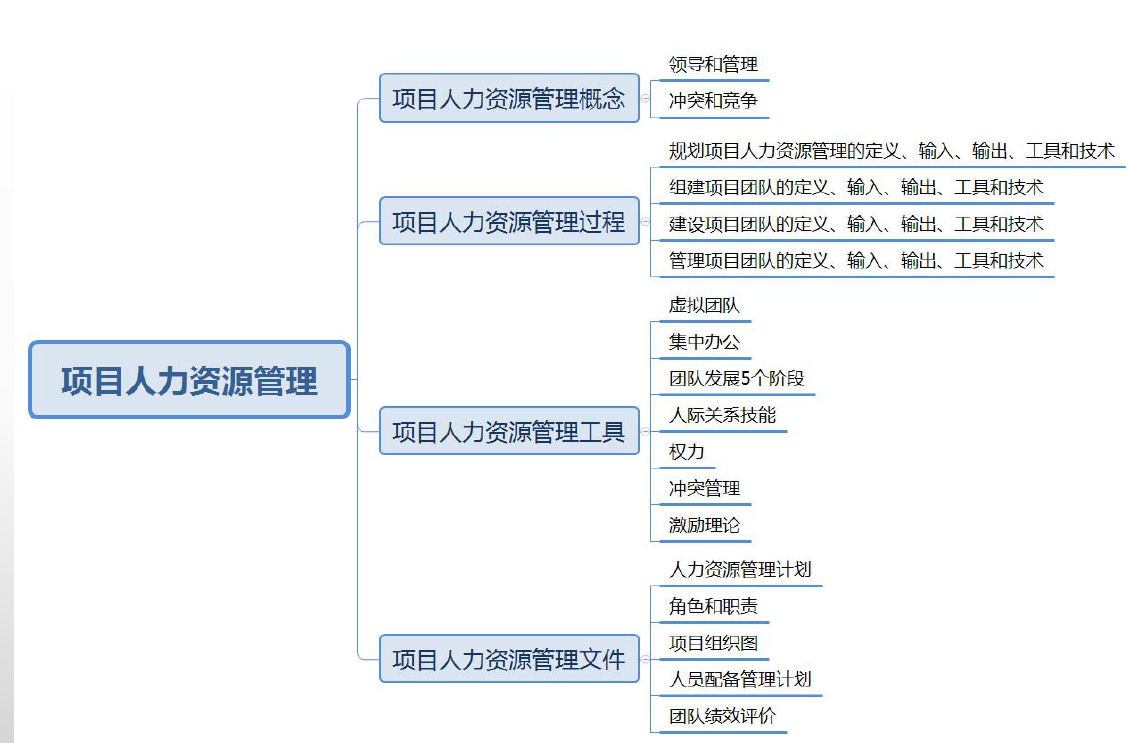 项目人力资源管理
项目人力资源管理概念
领导和管理
冲突和竞争
项目人力资源管理过程
规划项目人力资源管理的定义、输入、输出、工具和技术
组建项目团队的定义、输入、输出、工具和技术
建设项目团队的定义、输入、输出、工具和技术
管理项目团队的定义、输入、输出、工具和技术
项目人力资源管理工具
虚拟团队
集中办公
团队发展5个阶段
人际关系技能
权力
冲突管理
激励理论
项目人力资源管理文件
人力资源管理计划
角色和职责
项目组织图
人员配备管理计划
团队绩效评价